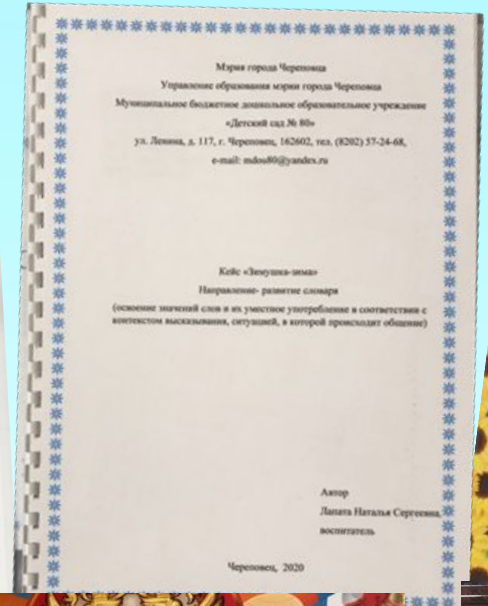 Мэрия города Череповца
Управление образования мэрии города Череповца
Муниципальное бюджетное дошкольное образовательное учреждение
«Детский сад № 80»
ул. Ленина, д. 117, г. Череповец, 162602, тел. (8202) 57-24-68,
e-mail: mdou80@yandex.ru
Кейс «Зимушка-зима»
Направление- развитие словаря
(освоение значений слов и их уместное употребление в соответствии с
контекстом высказывания, ситуацией, в которой происходит общение)
Автор
Лапата Наталья Сергеевна,
воспитатель
Череповец, 2020